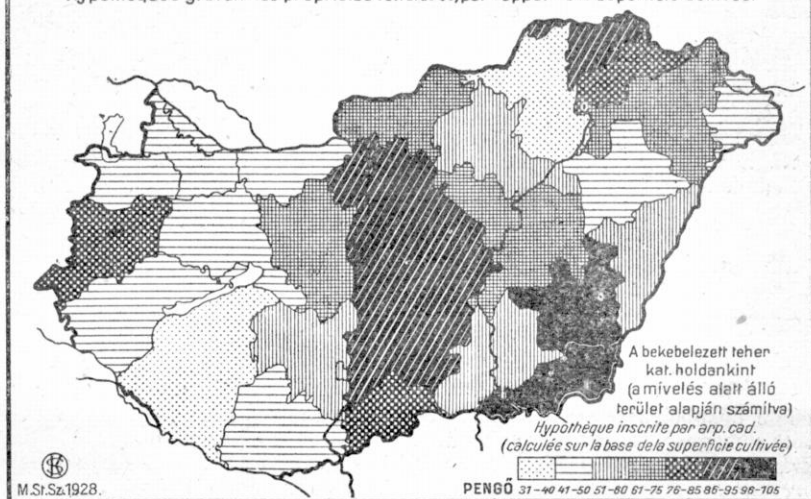 A bekebelezett teher
kat. holdankint
(a mívelés alatt álló
terület alapján számítva)
Hypothèque inscrite par arp. cad.
(calculée sur la base de la superficie cultivée)
PENGŐ 31-40 41-50 51-60 61-75 76-85 86-95 96-105
M.St.Sz.1928.